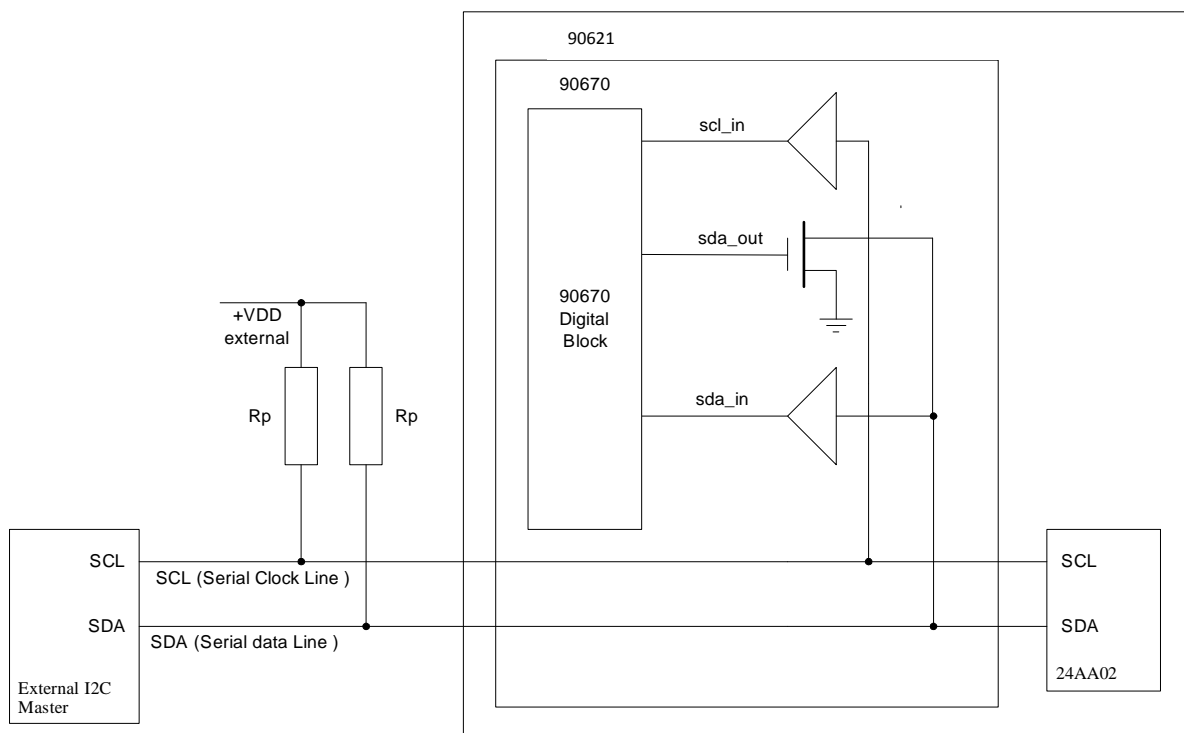 90621
90670
scl_in
sda_out
90670
Digital
Block
+VDD
external
sda_in
Rp
Rp
SCL
SCL (Serial Clock Line )
SCL
SDA
SDA (Serial data Line )
SDA
External I2C
Master
24AA02